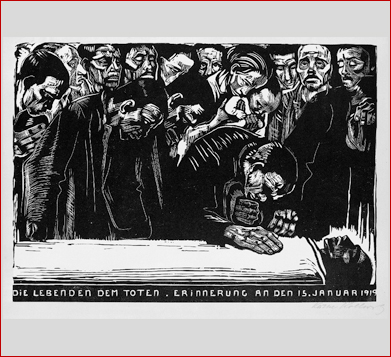 DIE LEBENDEN DEM TOTEN . ERINNERUNG AN DEN 15. JANUAR 1919